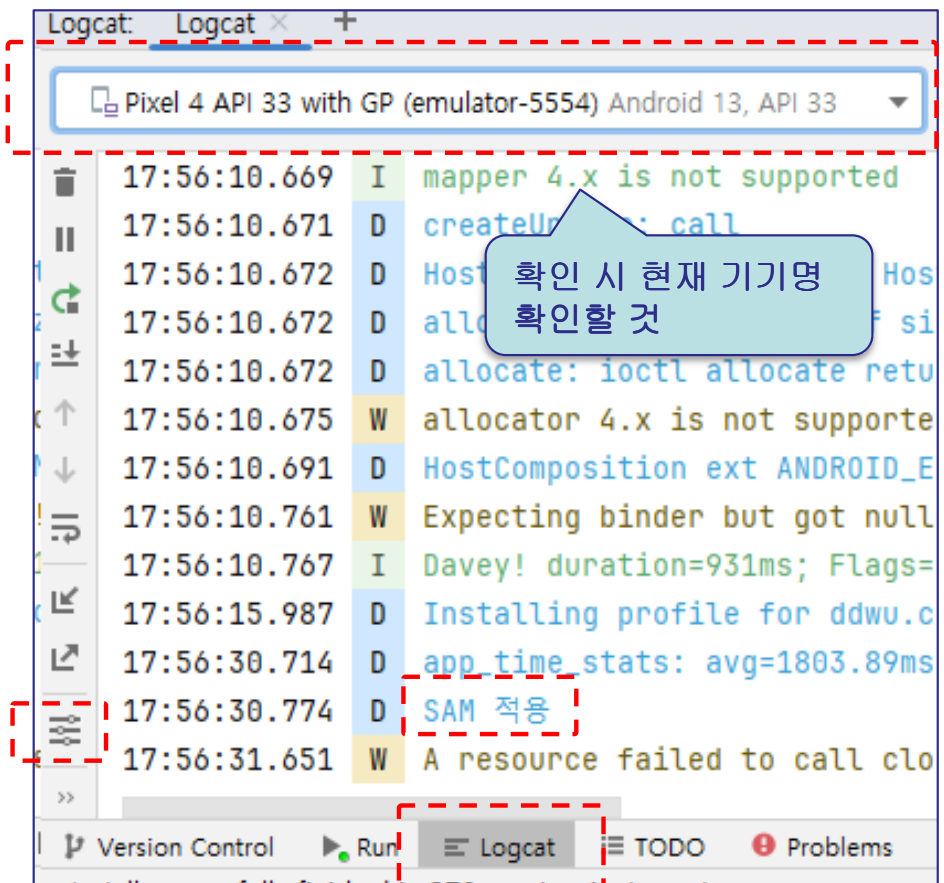 Logcat: Logcat × +
Pixel 4 API 33 with GP (emulator-5554) Android 13, API 33
17:56:10.669 I mapper 4.x is not supported
17:56:10.671 D call
확인 시 현재 기기명
확인할 것
17:56:10.672 D Host Hos
17:56:10.672 D allo si
17:56:10.672 D allocate: ioctl allocate retu
17:56:10.675 W allocator 4.x is not supporte
17:56:10.691 D HostComposition ext ANDROID_E
17:56:10.761 W Expecting binder but got null
17:56:10.767 I Davey! duration=931ms; Flags=
17:56:15.987 D Installing profile for ddwu.c
17:56:30.714 D app_time_stats: avg=1803.89ms
17:56:30.774 D SAM 적용
17:56:31.651 W A resource failed to call clo
Version Control Run Logcat TODO Problems